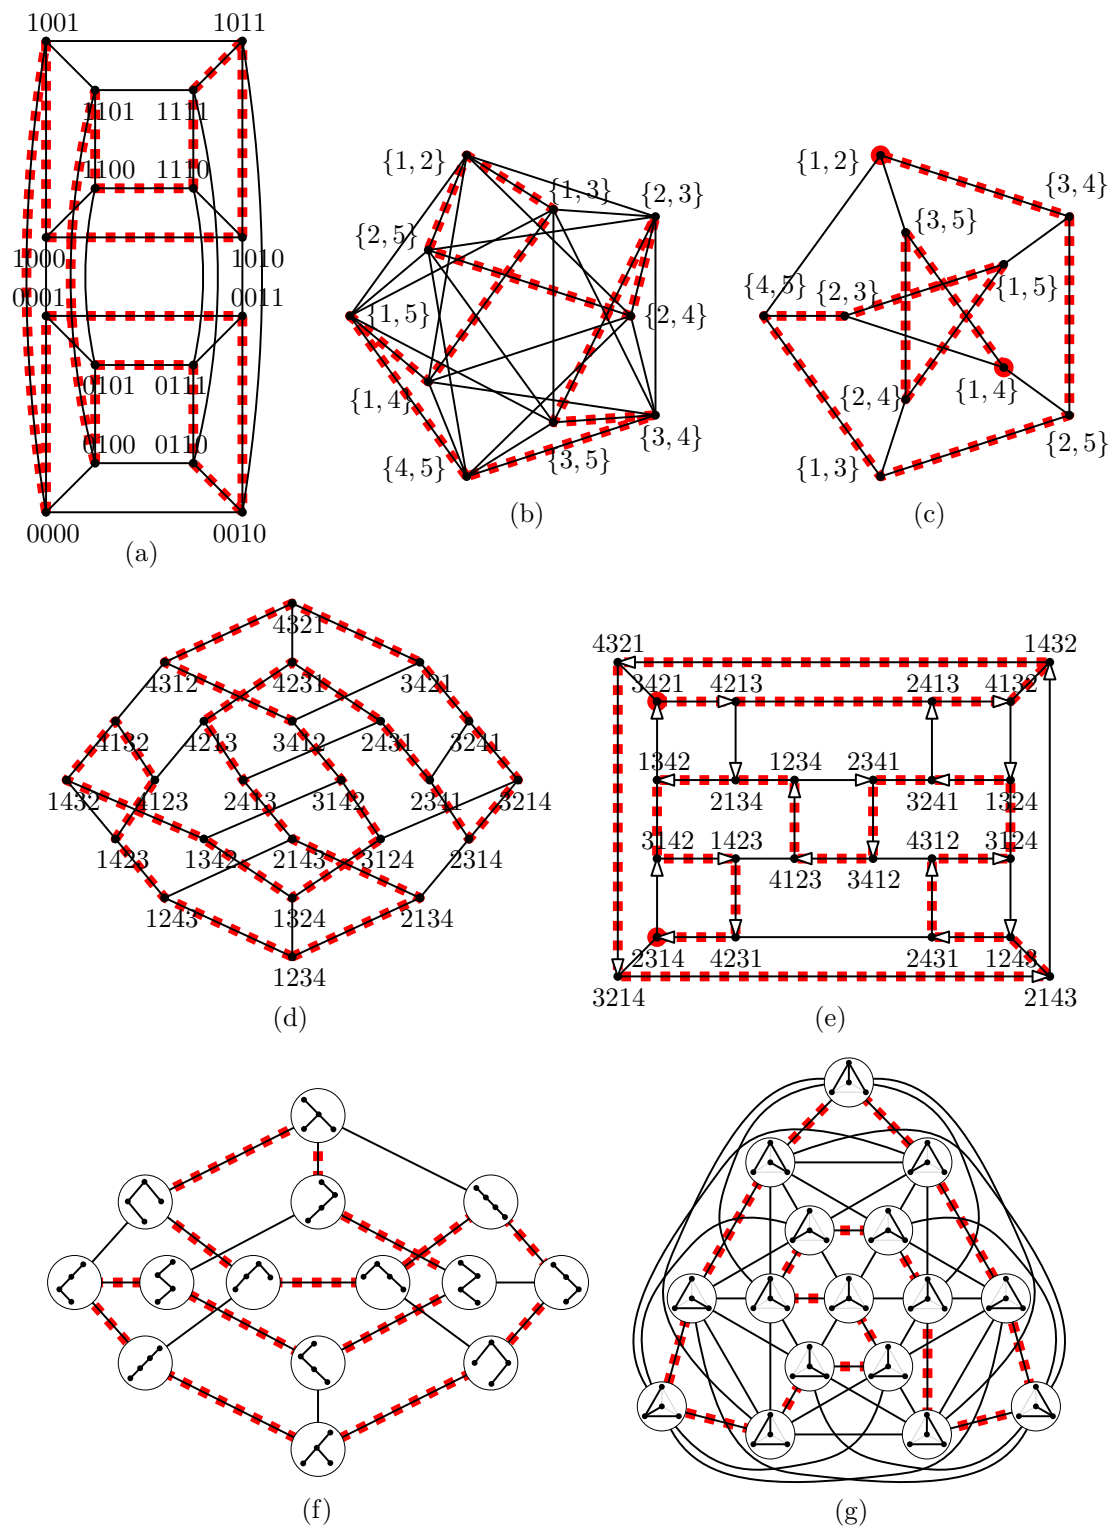 1001 1011
1101 1111
1100 1110
1000 1010
0001 0011
0101 0111
0100 0110
0000 0010
(a)
{1, 2} {1, 3} {2, 3}
{2, 5}
{1, 5} {2, 4}
{1, 4}
{4, 5} {3, 5} {3, 4}
(b)
{1, 2} {3, 4}
{3, 5}
{4, 5} {2, 3} {1, 5}
{2, 4} {1, 4}
{1, 3} {2, 5}
(c)
4321
4312 4231 3421
4132 4213 3412 2431 3241
1432 4123 2413 3142 2341 3214
1423 1342 2143 3124 2314
1243 1324 2134
1234
(d)
4321 1432
3421 4213 2413 4132
1342 1234 2341
2134 3241 1324
3142 1423 4312 3124
4123 3412
2314 4231 2431 1243
3214 2143
(e)
(f)
(g)